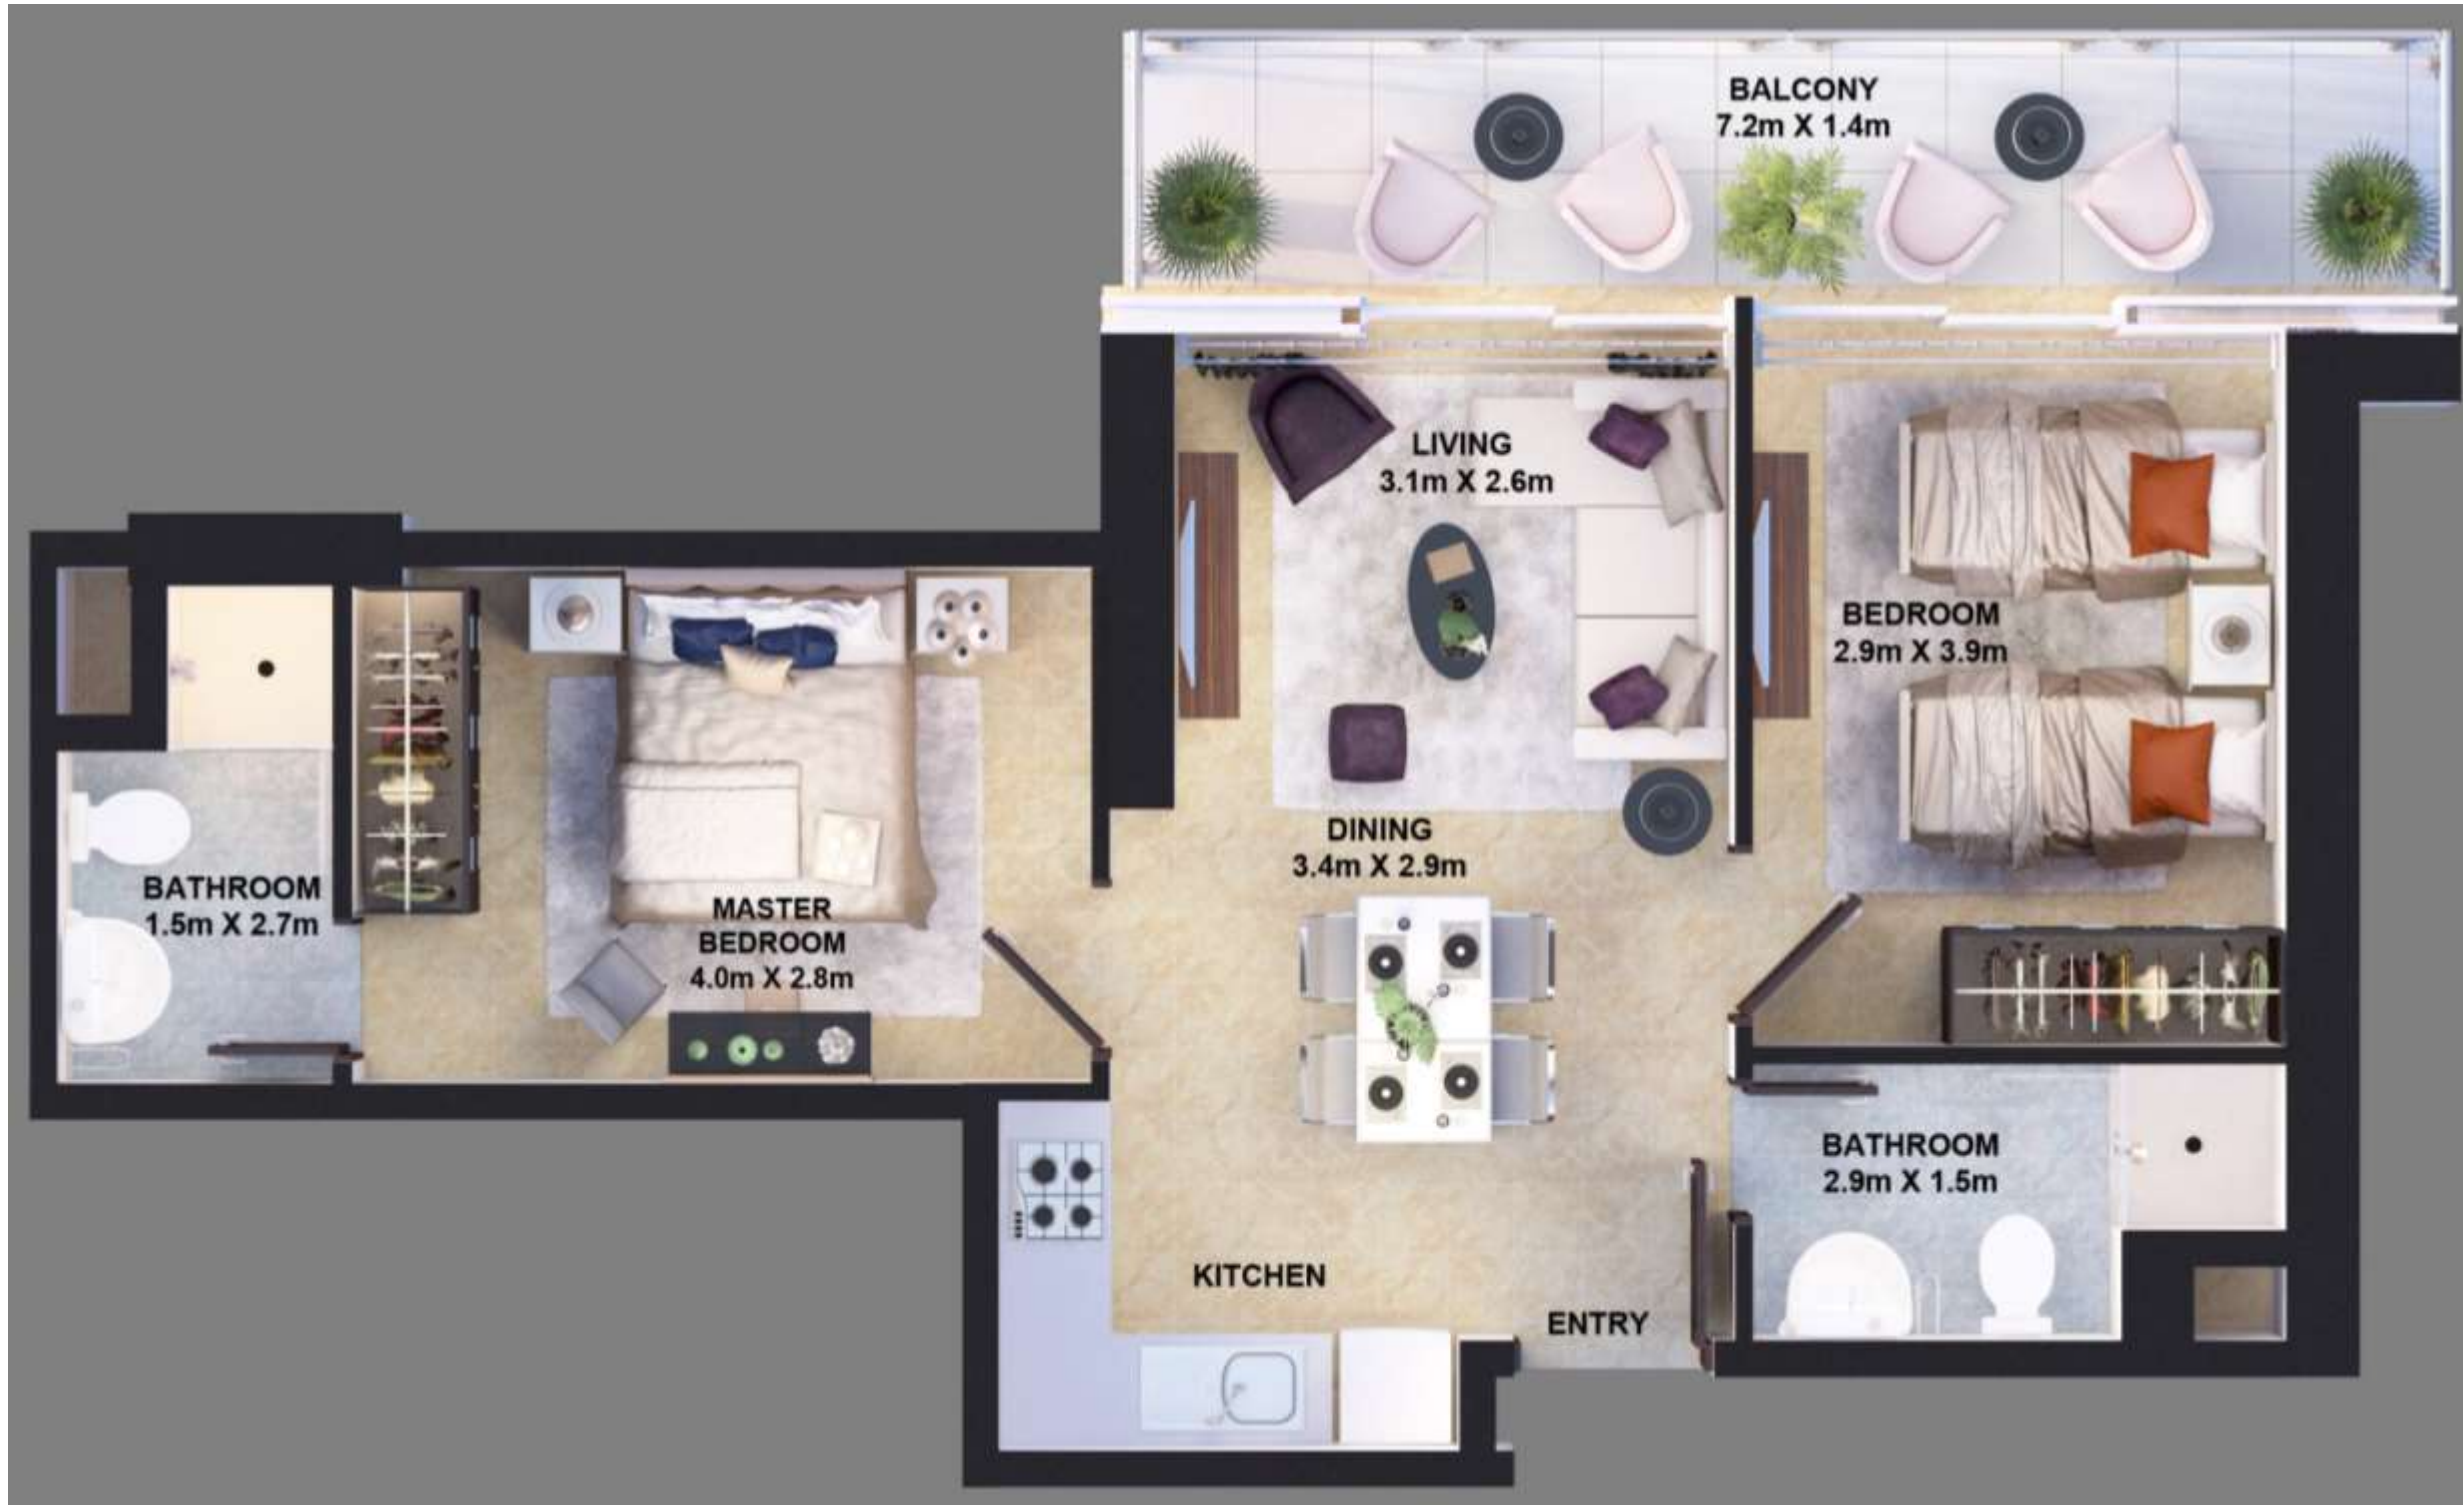 BALCONY
7.2m X 1.4m
LIVING
3.1m X 2.6m
BEDROOM
2.9m X 3.9m
DINING
3.4m X 2.9m
BATHROOM
1.5m X 2.7m
MASTER
BEDROOM
4.0m X 2.8m
BATHROOM
2.9m X 1.5m
KITCHEN
ENTRY